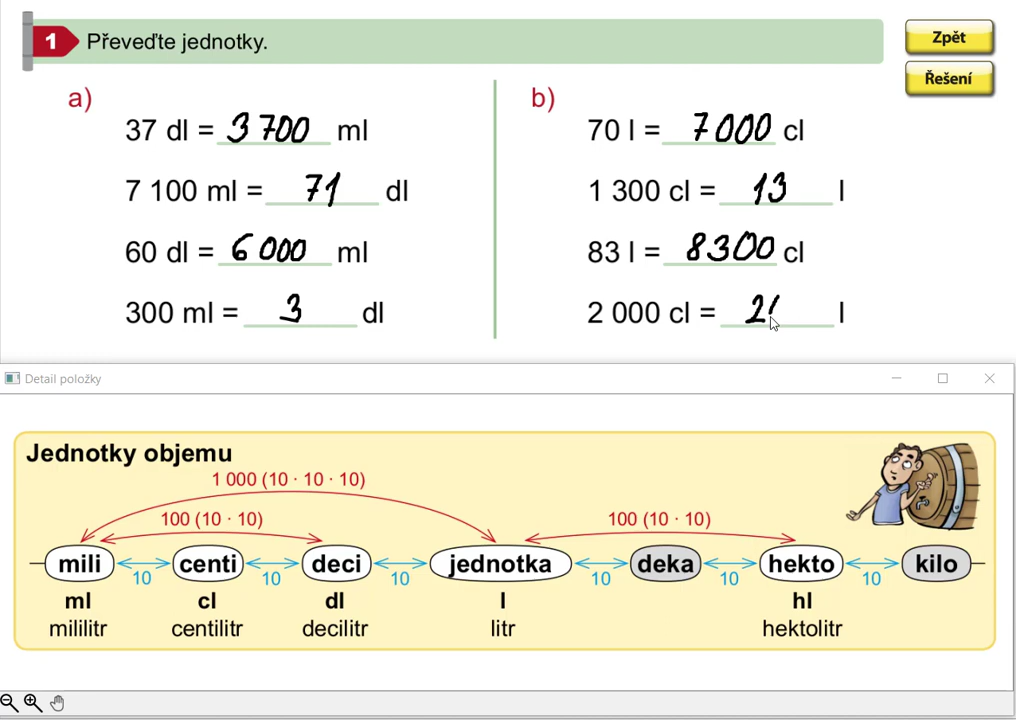 1 Převeďte jednotky.
Zpět
Řešení
a)
37 dl = 3 700 ml
7 100 ml = 71 dl
60 dl = 6 000 ml
300 ml = 3 dl
b)
70 l = 7 000 cl
1 300 cl = 13 l
83 l = 8300 cl
2 000 cl = 2 l
Detail položky
Jednotky objemu
1 000 (10 · 10 · 10)
100 (10 · 10) 100 (10 · 10)
mili centi deci jednotka deka hekto kilo
10 10 10 10 10 10
ml cl dl l hl
mililitr centilitr decilitr litr hektolitr